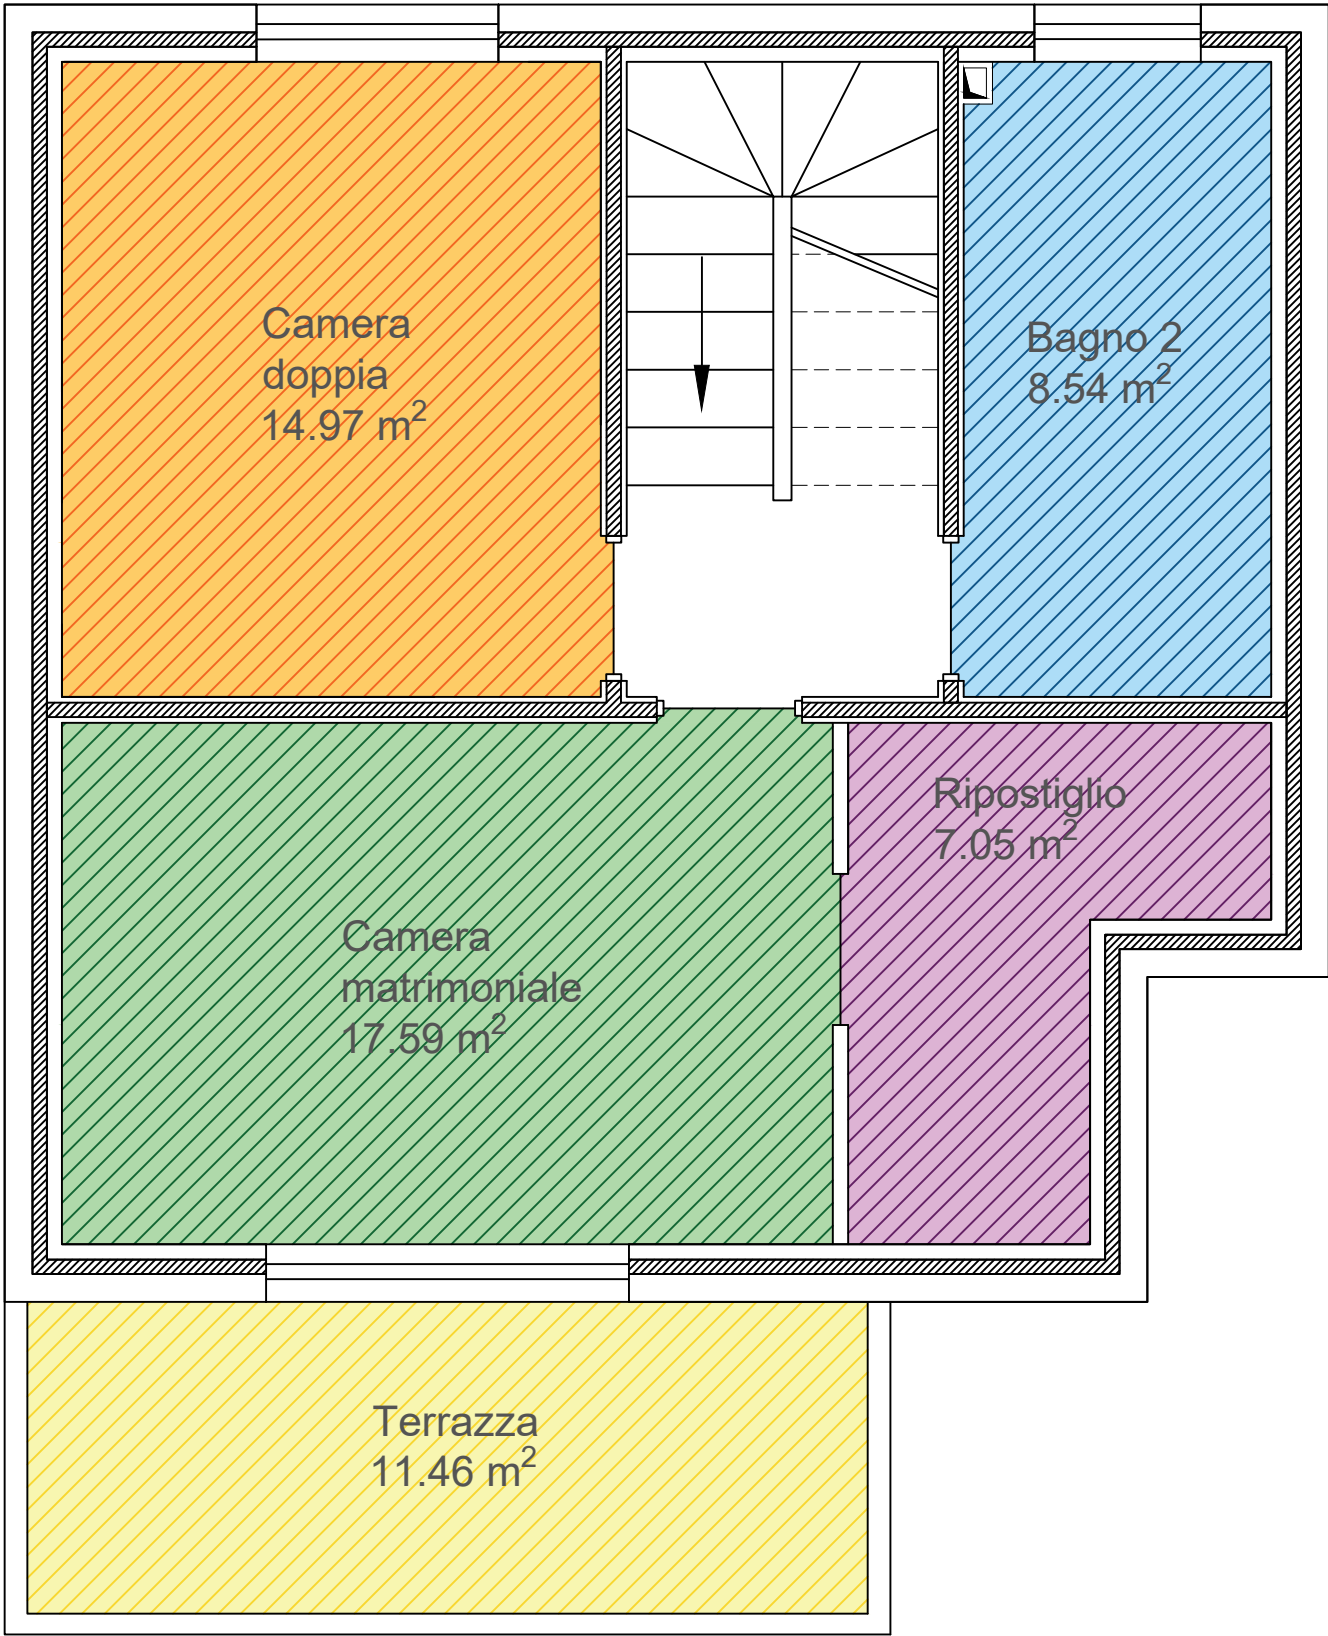 Camera
doppia
14.97 m²
Bagno 2
8.54 m²
Ripostiglio
7.05 m²
Camera
matrimoniale
17.59 m²
Terrazza
11.46 m²